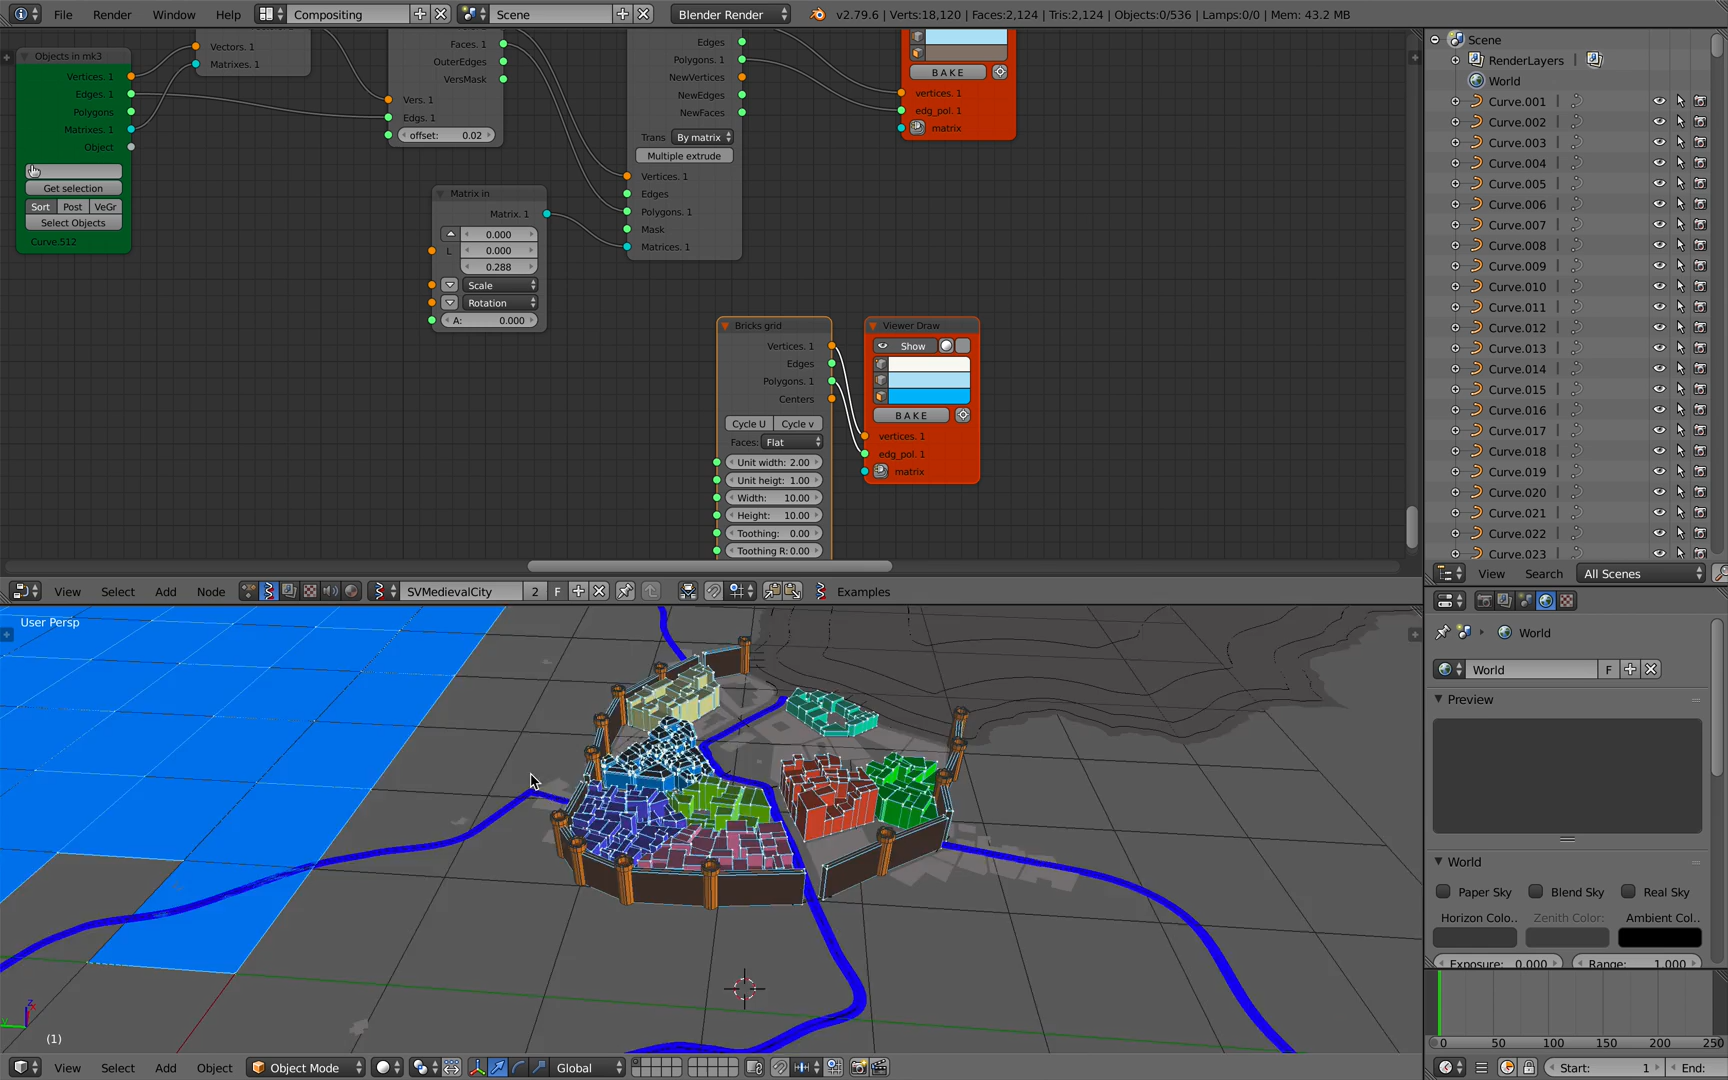 File Render Window Help Compositing Scene Blender Render v2.79.6 | Verts:18,120 | Faces:2,124 | Tris:2,124 | Objects:0/536 | Lamps:0/0 | Mem: 43.2 MB
Objects in mk3
Vertices. 1
Edges. 1
Polygons
Matrixes. 1
Object
Get selection
Sort Post VeGr
Select Objects
Curve.512
Vectors. 1
Matrixes. 1
Faces. 1
OuterEdges
VersMask
Vers. 1
Edgs. 1
offset: 0.02
Matrix in
Matrix. 1
0.000
L 0.000
0.288
Scale
Rotation
A: 0.000
Edges
Polygons. 1
NewVertices
NewEdges
NewFaces
Trans By matrix
Multiple extrude
Vertices. 1
Edges
Polygons. 1
Mask
Matrices. 1
BAKE
vertices. 1
edg_pol. 1
matrix
Bricks grid
Vertices. 1
Edges
Polygons. 1
Centers
Cycle U Cycle v
Faces: Flat
Unit width: 2.00
Unit heigt: 1.00
Width: 10.00
Height: 10.00
Toothing: 0.00
Toothing R: 0.00
Viewer Draw
Show
BAKE
vertices. 1
edg_pol. 1
matrix
View Select Add Node SVMedievalCity 2 F Examples
User Persp
(1)
View Select Add Object Object Mode Global
Scene
RenderLayers
World
Curve.001
Curve.002
Curve.003
Curve.004
Curve.005
Curve.006
Curve.007
Curve.008
Curve.009
Curve.010
Curve.011
Curve.012
Curve.013
Curve.014
Curve.015
Curve.016
Curve.017
Curve.018
Curve.019
Curve.020
Curve.021
Curve.022
Curve.023
View Search All Scenes
World
World F
Preview
World
Paper Sky Blend Sky Real Sky
Horizon Colo.. Zenith Color: Ambient Col..
Exposure: 0.000 Range: 1.000
0 50 100 150 200 250
Start: 1 End: